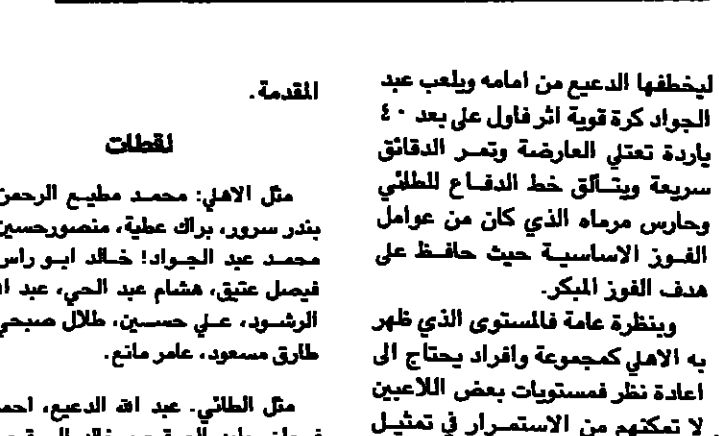 ليخطفها الدعيع من امامه ويلعب عبد
الجواد كرة قوية اثر فاول على بعد ٤٠
ياردة تعتلي العارضة وتمر الدقائق
سريعة ويتألق خط الدفاع للطائي
وحارس مرماه الذي كان من عوامل
الفوز الاساسية حيث حافظ على
هدف الفوز المبكر.
وبنظرة عامة فالمستوى الذي ظهر
به الاهلي كمجموعة وافراد يحتاج الى
اعادة نظر فمستويات بعض اللاعبين
لا تمكنهم من الاستمرار في تمثيل
المقدمة.
لقطات
مثل الاهلي: محمد مطيع الرحمن
بندر سرور، براك عطية، منصور حسين
محمد عبد الجواد! خالد ابو راس
فيصل عتيق، هشام عبد الحي، عبد
الرشود، علي حسين، طلال صبحي
طارق مسعود، عامر مانع.
مثل الطائي. عبد الله الدعيع، احمد